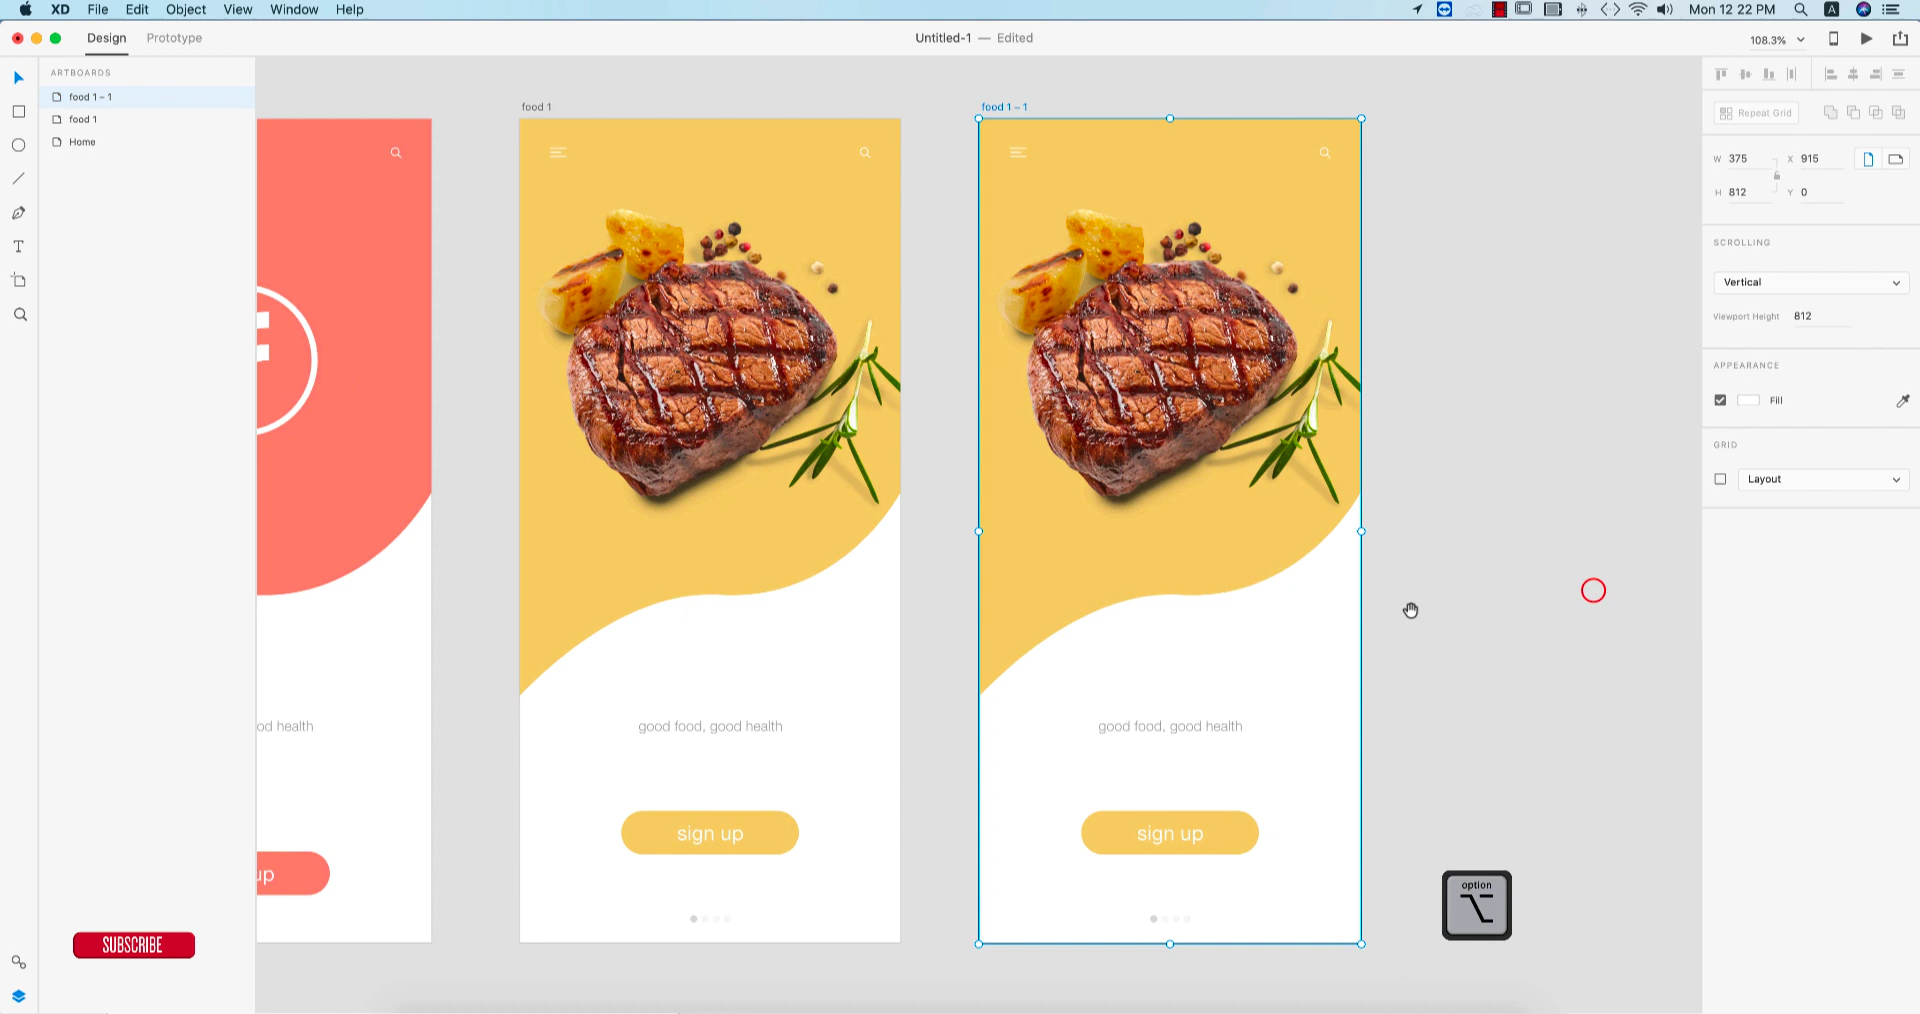 XD File Edit Object View Window Help
Mon 12 22 PM
A
Design Prototype
Untitled-1 — Edited
108.3%
ARTBOARDS
food 1 – 1
food 1
Home
food 1
food 1 – 1
od health
up
good food, good health
sign up
good food, good health
sign up
option
SUBSCRIBE
Repeat Grid
W 375 X 915
H 812 Y 0
SCROLLING
Vertical
Viewport Height 812
APPEARANCE
Fill
GRID
Layout